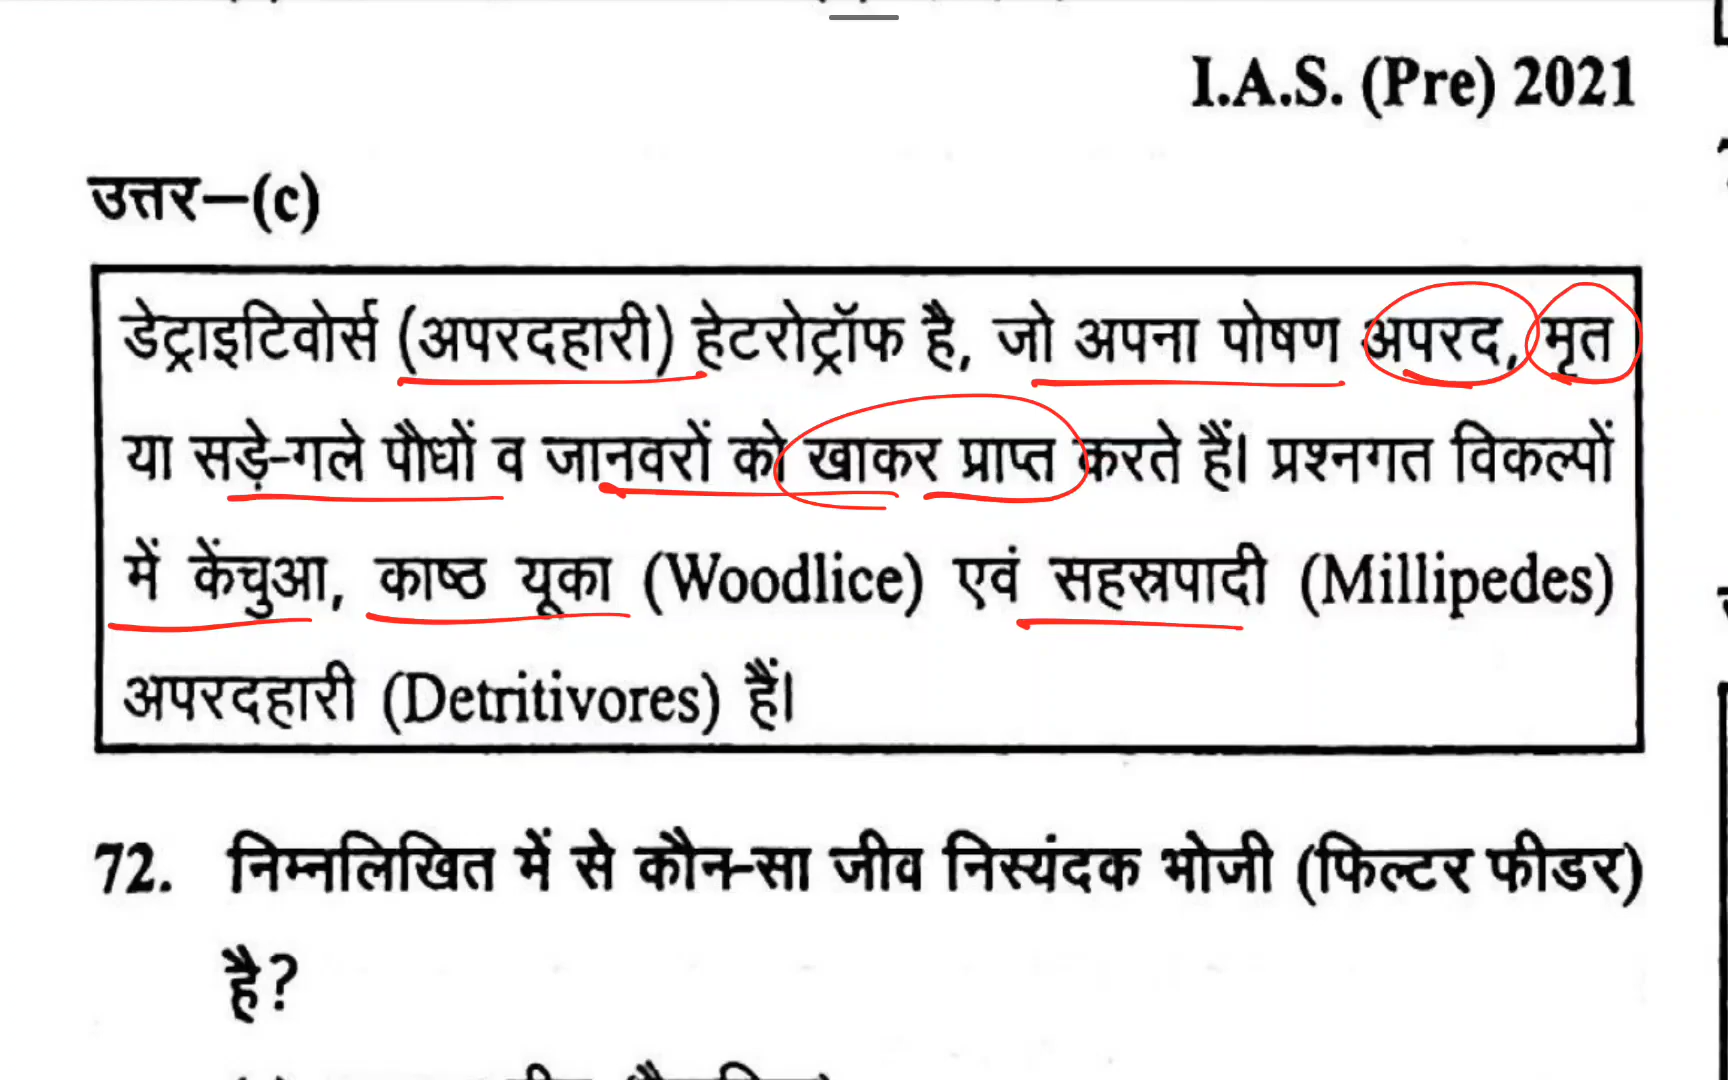 I.A.S. (Pre) 2021
उत्तर–(c)
डेट्राइटिवोर्स (अपरदहारी) हेटरोट्रॉफ है, जो अपना पोषण अपरद, मृत
या सड़े-गले पौधों व जानवरों को खाकर प्राप्त करते हैं। प्रश्नगत विकल्पों
में केंचुआ, काष्ठ यूका (Woodlice) एवं सहस्रपादी (Millipedes)
अपरदहारी (Detritivores) हैं।
72. निम्नलिखित में से कौन-सा जीव निस्यंदक भोजी (फिल्टर फीडर)
है?